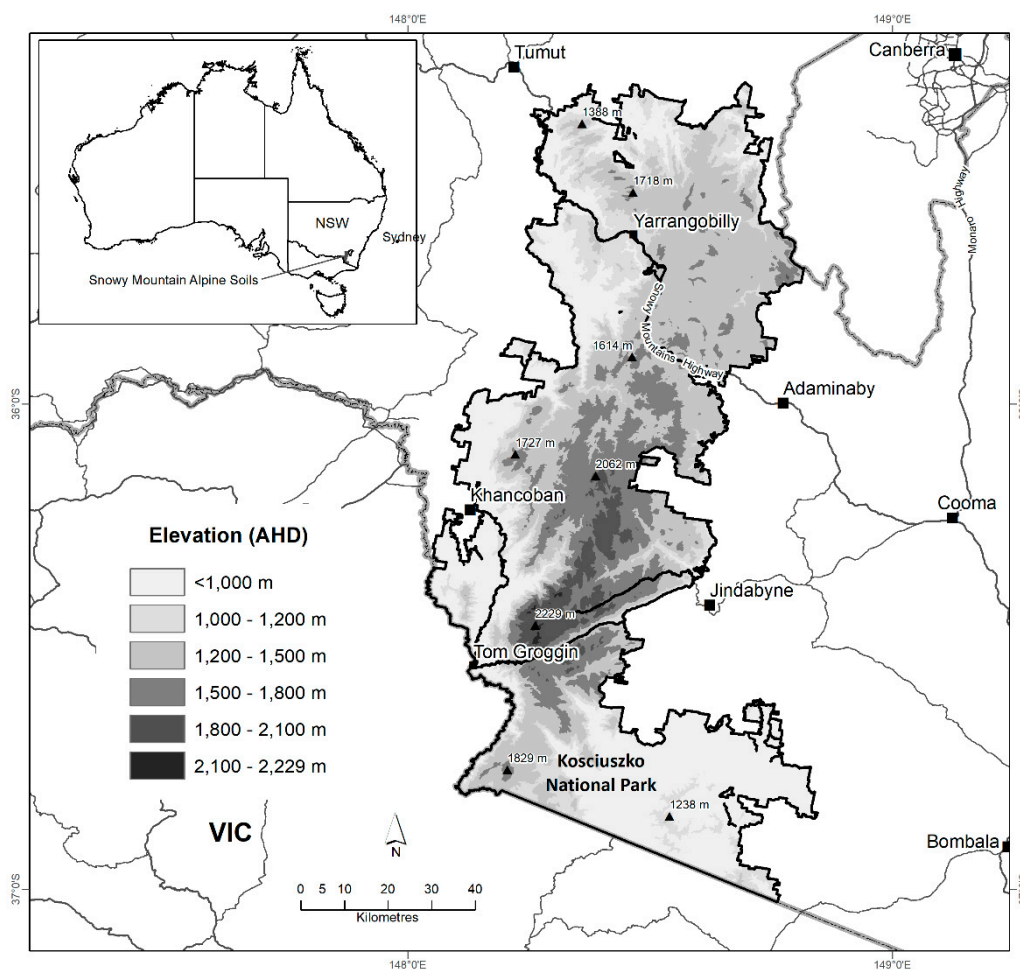 148°0'E
149°0'E
Tumut
Canberra
1388 m
1718 m
NSW
Sydney
Snowy Mountain Alpine Soils
Yarrangobilly
Monaro Highway
Snowy Mountains Highway
1614 m
Adaminaby
36°0'S
1727 m
2062 m
Khancoban
Cooma
Elevation (AHD)
<1,000 m
1,000 - 1,200 m
1,200 - 1,500 m
1,500 - 1,800 m
1,800 - 2,100 m
2,100 - 2,229 m
Jindabyne
2229 m
Tom Groggin
1829 m
Kosciuszko
National Park
1238 m
VIC
N
Bombala
0 5 10 20 30 40
Kilometres
37°0'S
148°0'E
149°0'E